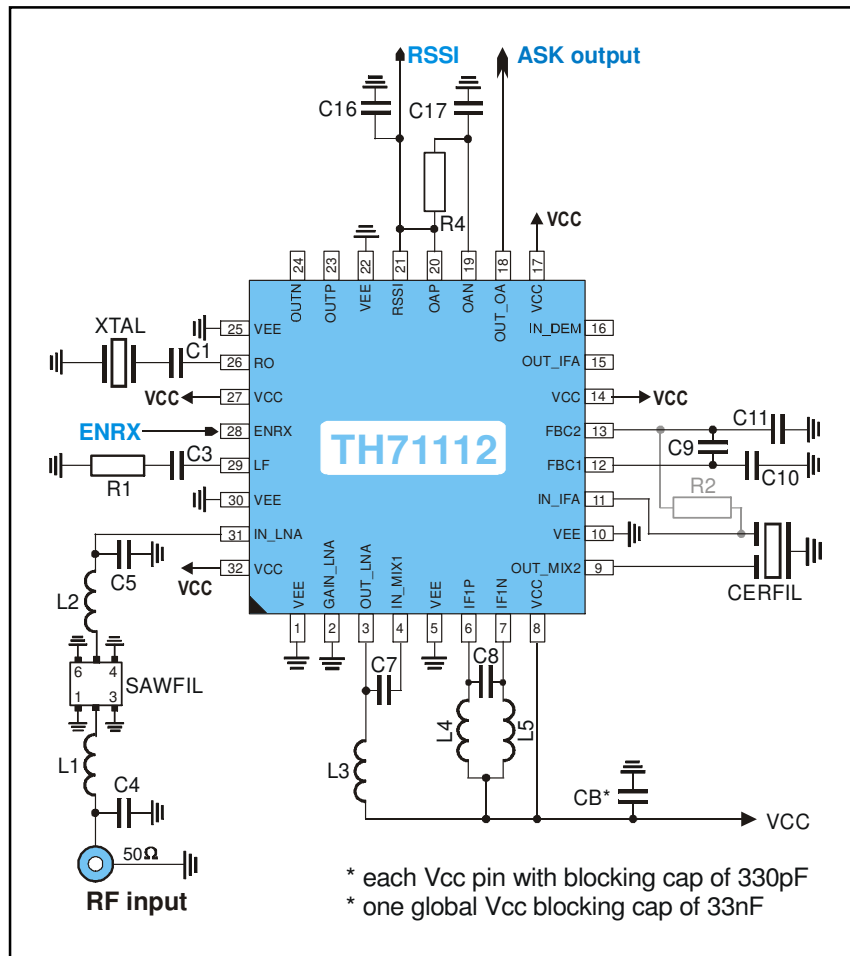 RSSI ASK output
C16 C17
R4 VCC
24 23 22 21 20 19 18 17
OUTN OUTP VEE RSSI OAP OAN OUT_OA VCC
XTAL
C1
25 VEE IN_DEM 16
26 RO OUT_IFA 15
VCC 27 VCC VCC 14 VCC
ENRX 28 ENRX FBC2 13 C11
C9
R1 C3 29 LF TH71112 FBC1 12 C10
30 VEE IN_IFA 11 R2
31 IN_LNA VEE 10
VCC 32 VCC OUT_MIX2 9 CERFIL
C5
L2
VEE GAIN_LNA OUT_LNA IN_MIX1 VEE IF1P IF1N VCC
1 2 3 4 5 6 7 8
6 4
1 3
SAWFIL
C7 C8
L4 L5
L1
L3
C4
CB*
VCC
50Ω
RF input
* each Vcc pin with blocking cap of 330pF
* one global Vcc blocking cap of 33nF